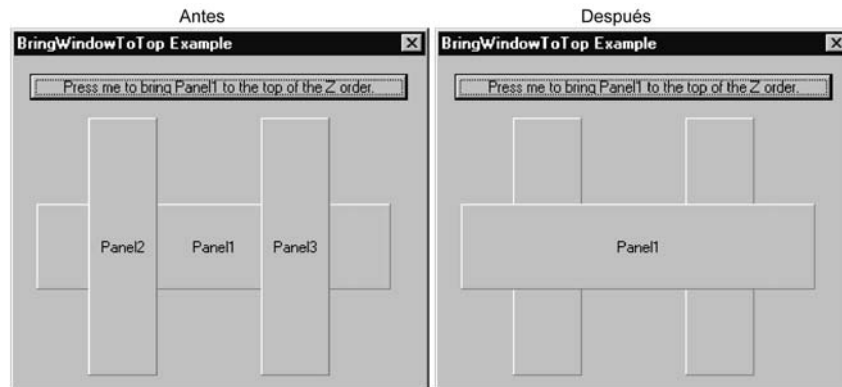 Antes
Después
BringWindowToTop Example
BringWindowToTop Example
Press me to bring Panel1 to the top of the Z order.
Press me to bring Panel1 to the top of the Z order.
Panel2
Panel1
Panel3
Panel1